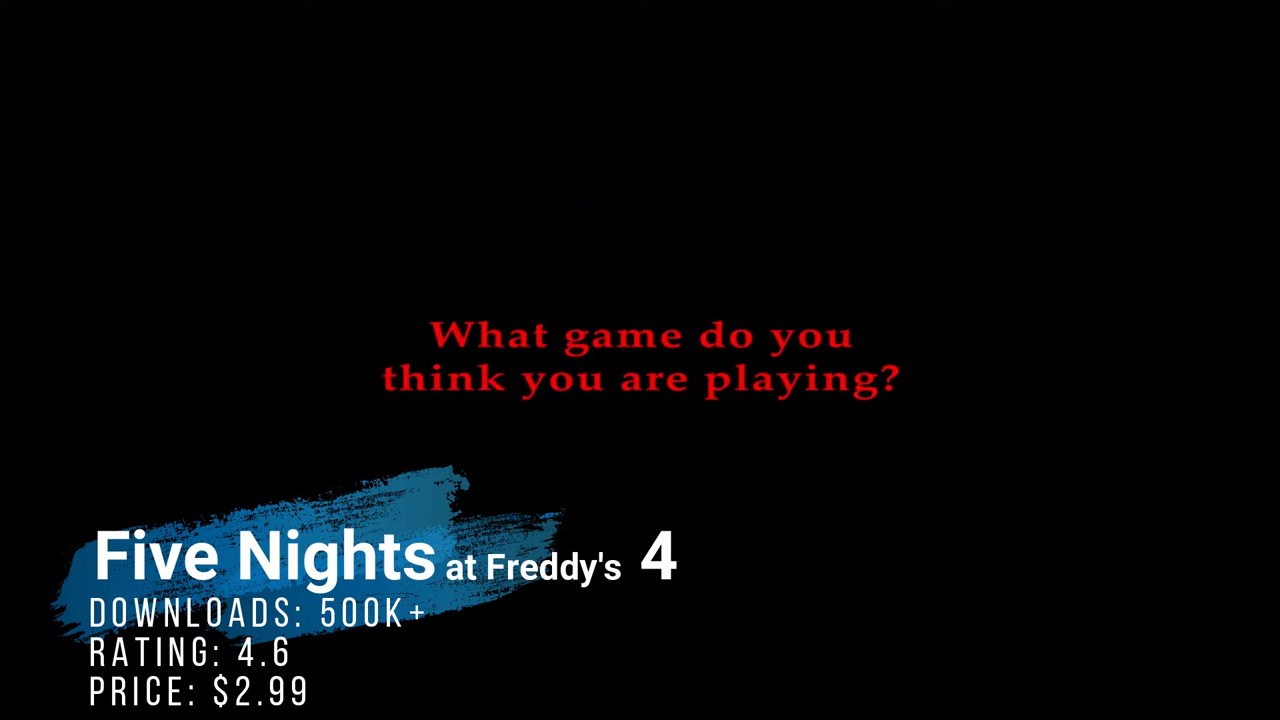 What game do you
think you are playing?
Five Nights at Freddy's 4
DOWNLOADS: 500K+
RATING: 4.6
PRICE: $2.99